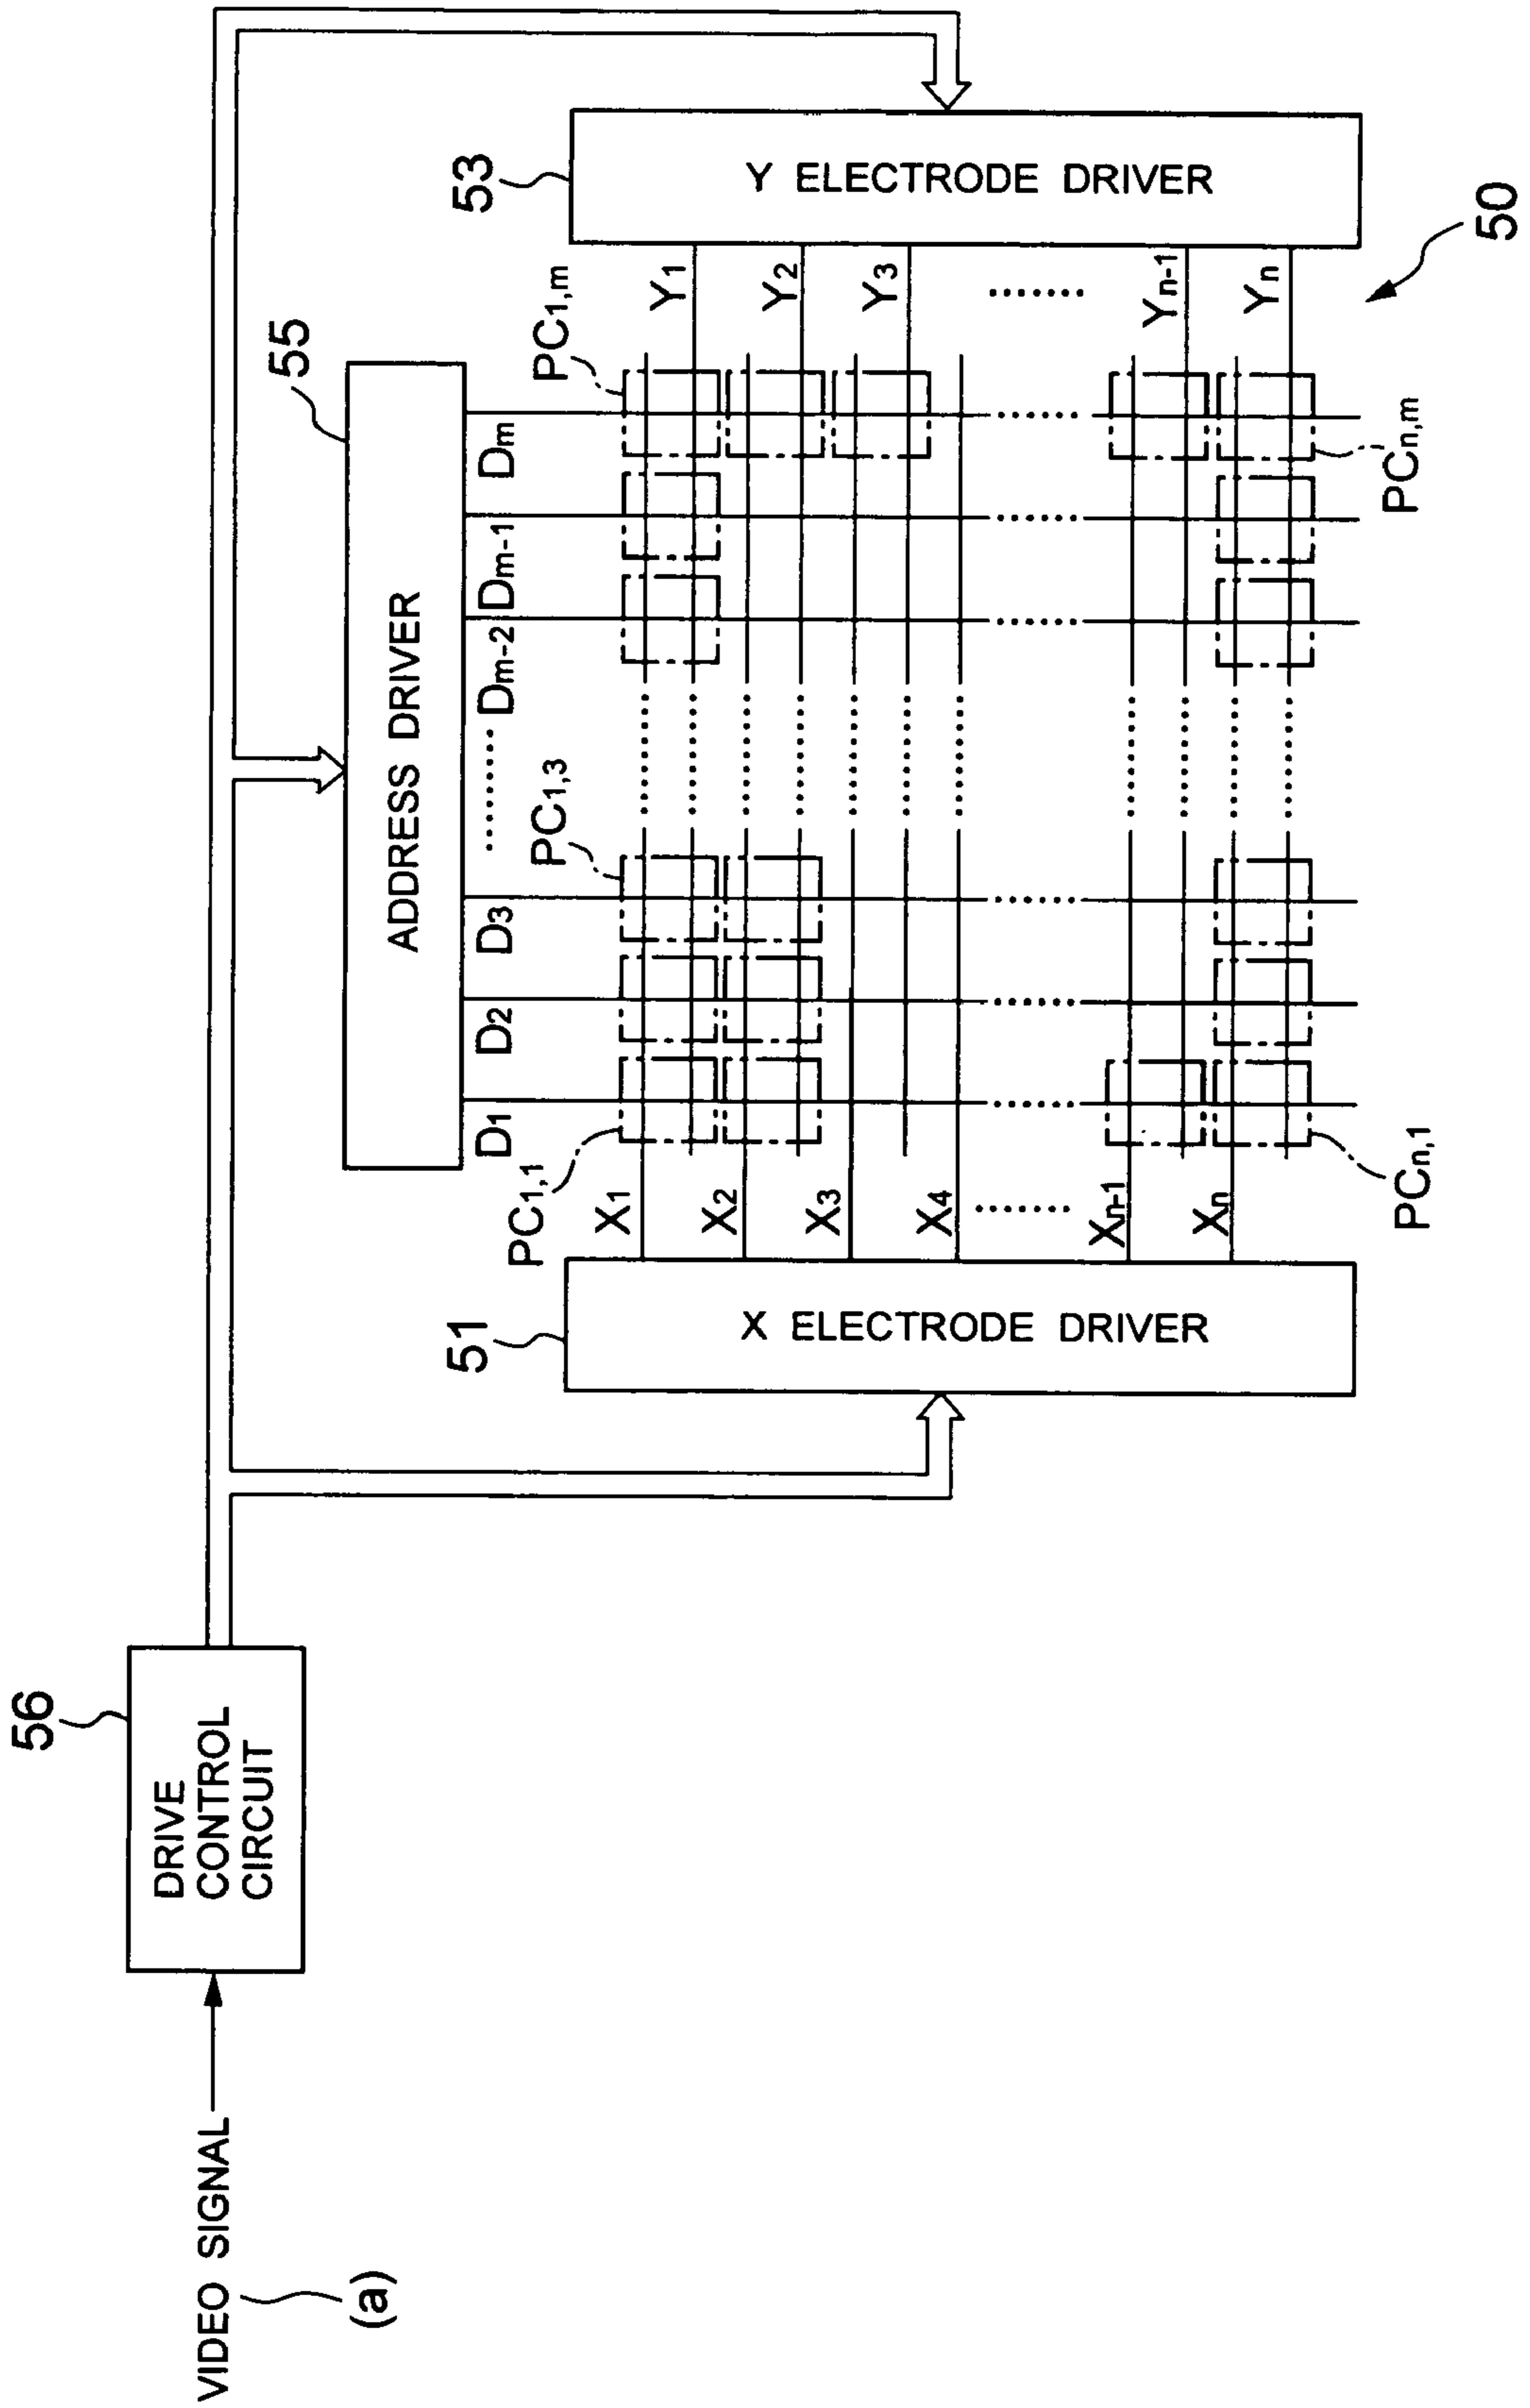 VIDEO SIGNAL
(a)
56
DRIVE
CONTROL
CIRCUIT
55
ADDRESS DRIVER
D1 D2 D3 ········ Dm-2 Dm-1 Dm
PC1,1 PC1,3 PC1,m
51
X ELECTRODE DRIVER
X1
X2
X3
X4
·······
Xn-1
Xn
53
Y ELECTRODE DRIVER
Y1
Y2
Y3
·······
Yn-1
Yn
PCn,1 PCn,m
50